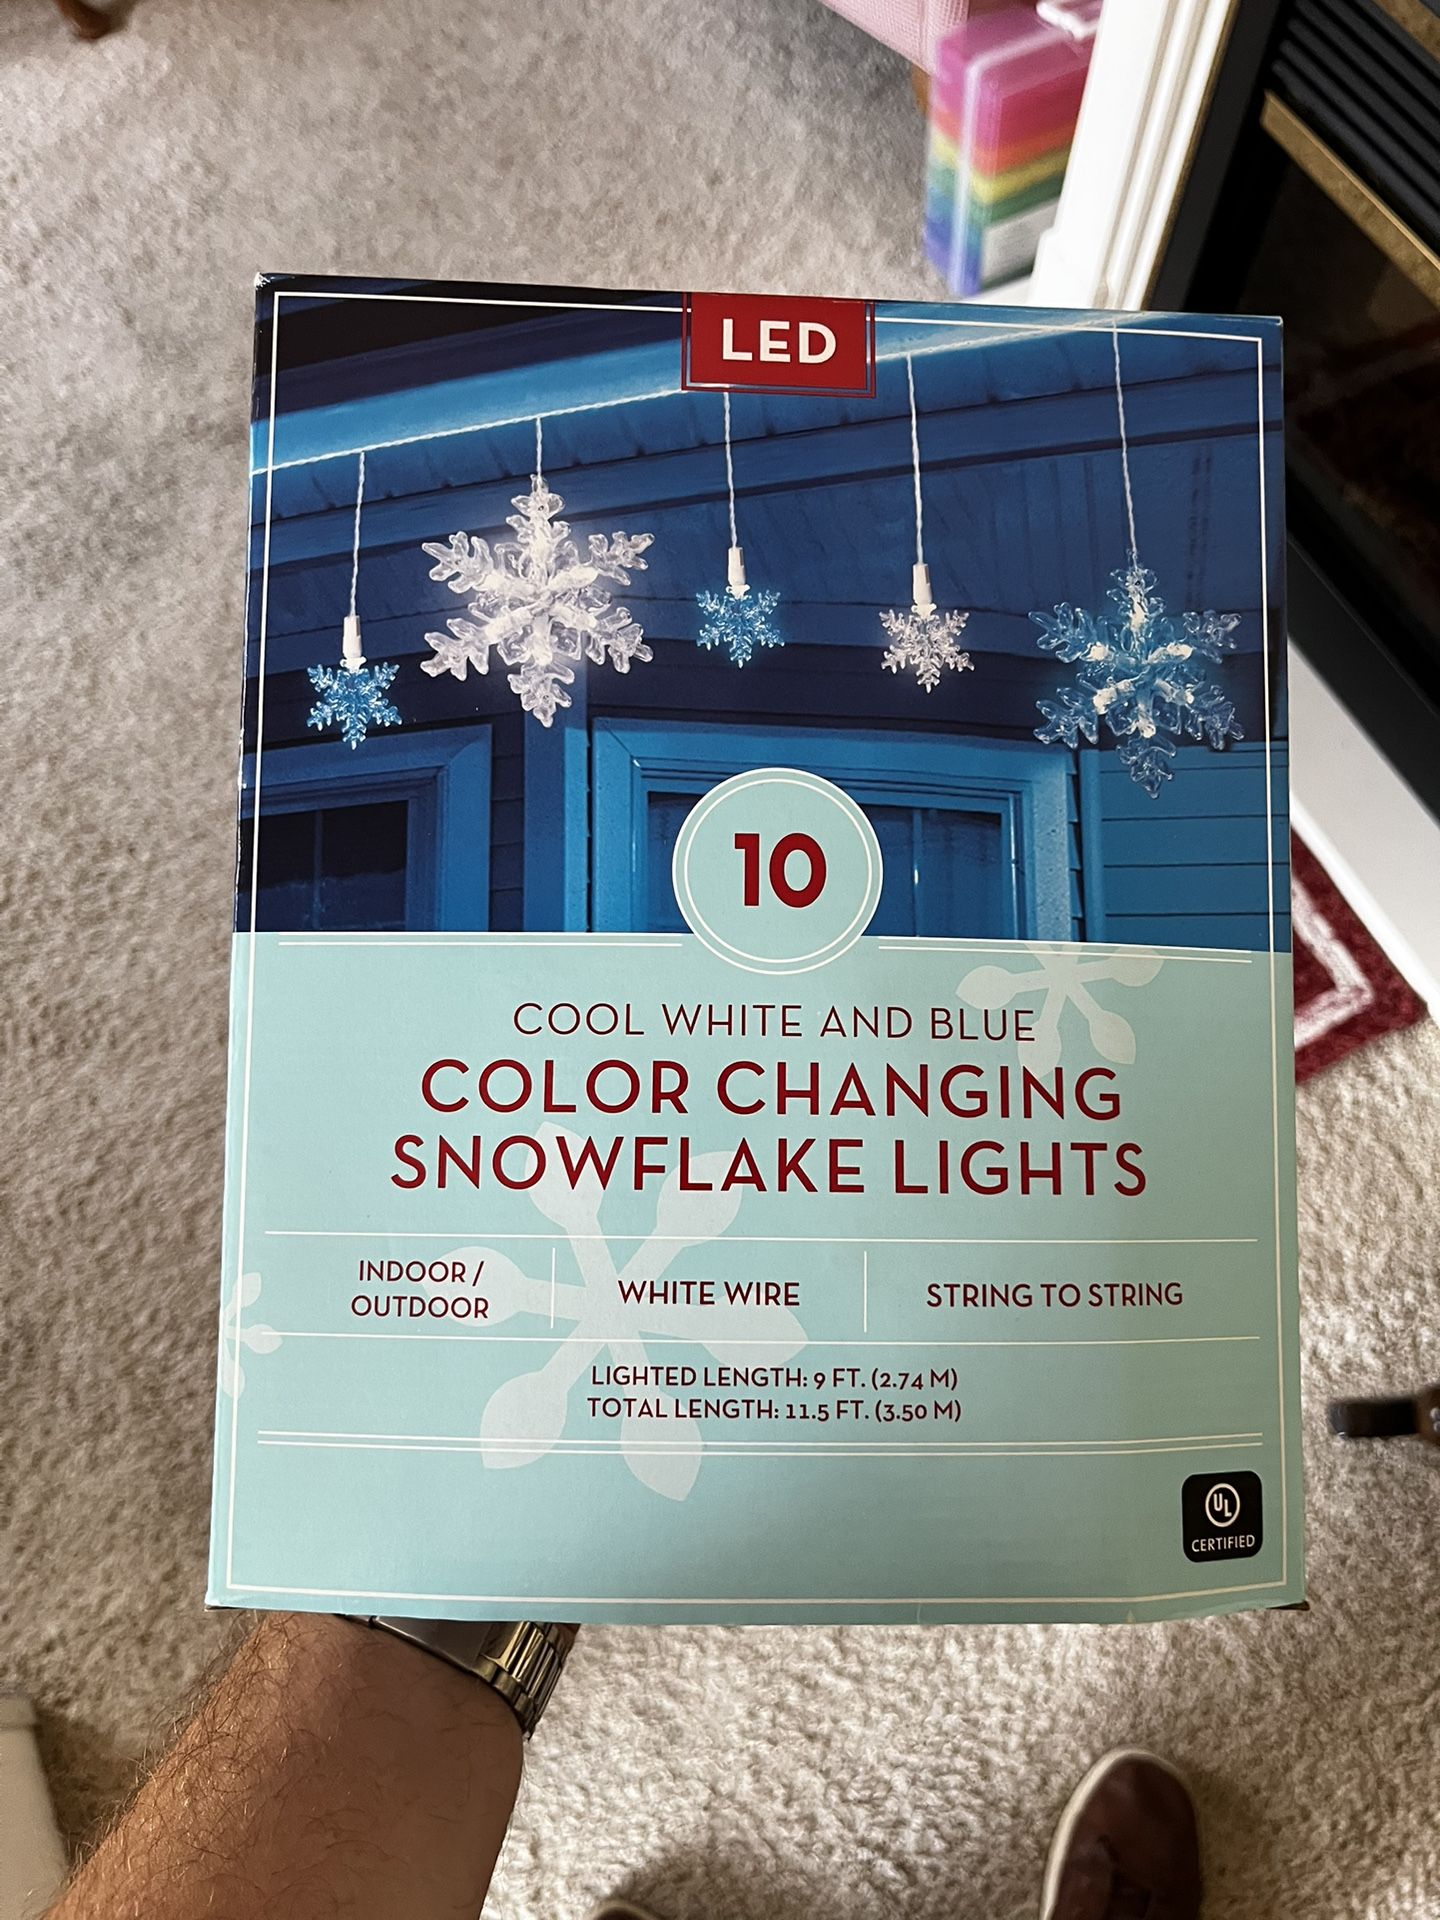 LED
10
COOL WHITE AND BLUE
COLOR CHANGING
SNOWFLAKE LIGHTS
INDOOR /
OUTDOOR
WHITE WIRE
STRING TO STRING
LIGHTED LENGTH: 9 FT. (2.74 M)
TOTAL LENGTH: 11.5 FT. (3.50 M)
UL
CERTIFIED